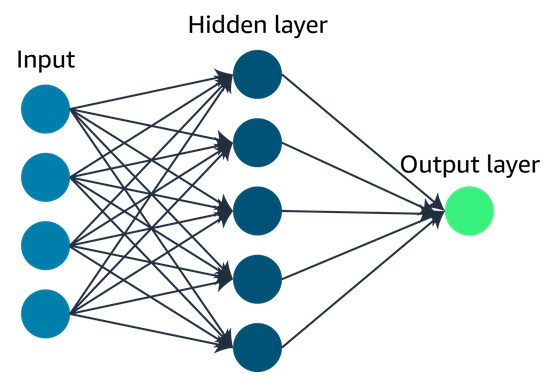 Hidden layer
Input
Output layer